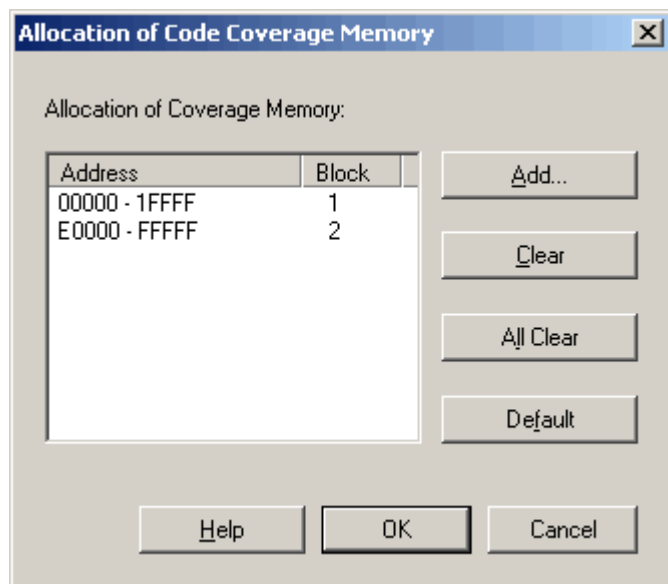 Allocation of Code Coverage Memory
Allocation of Coverage Memory:
Address Block
00000 - 1FFFF 1
E0000 - FFFFF 2
Add...
Clear
All Clear
Default
Help OK Cancel